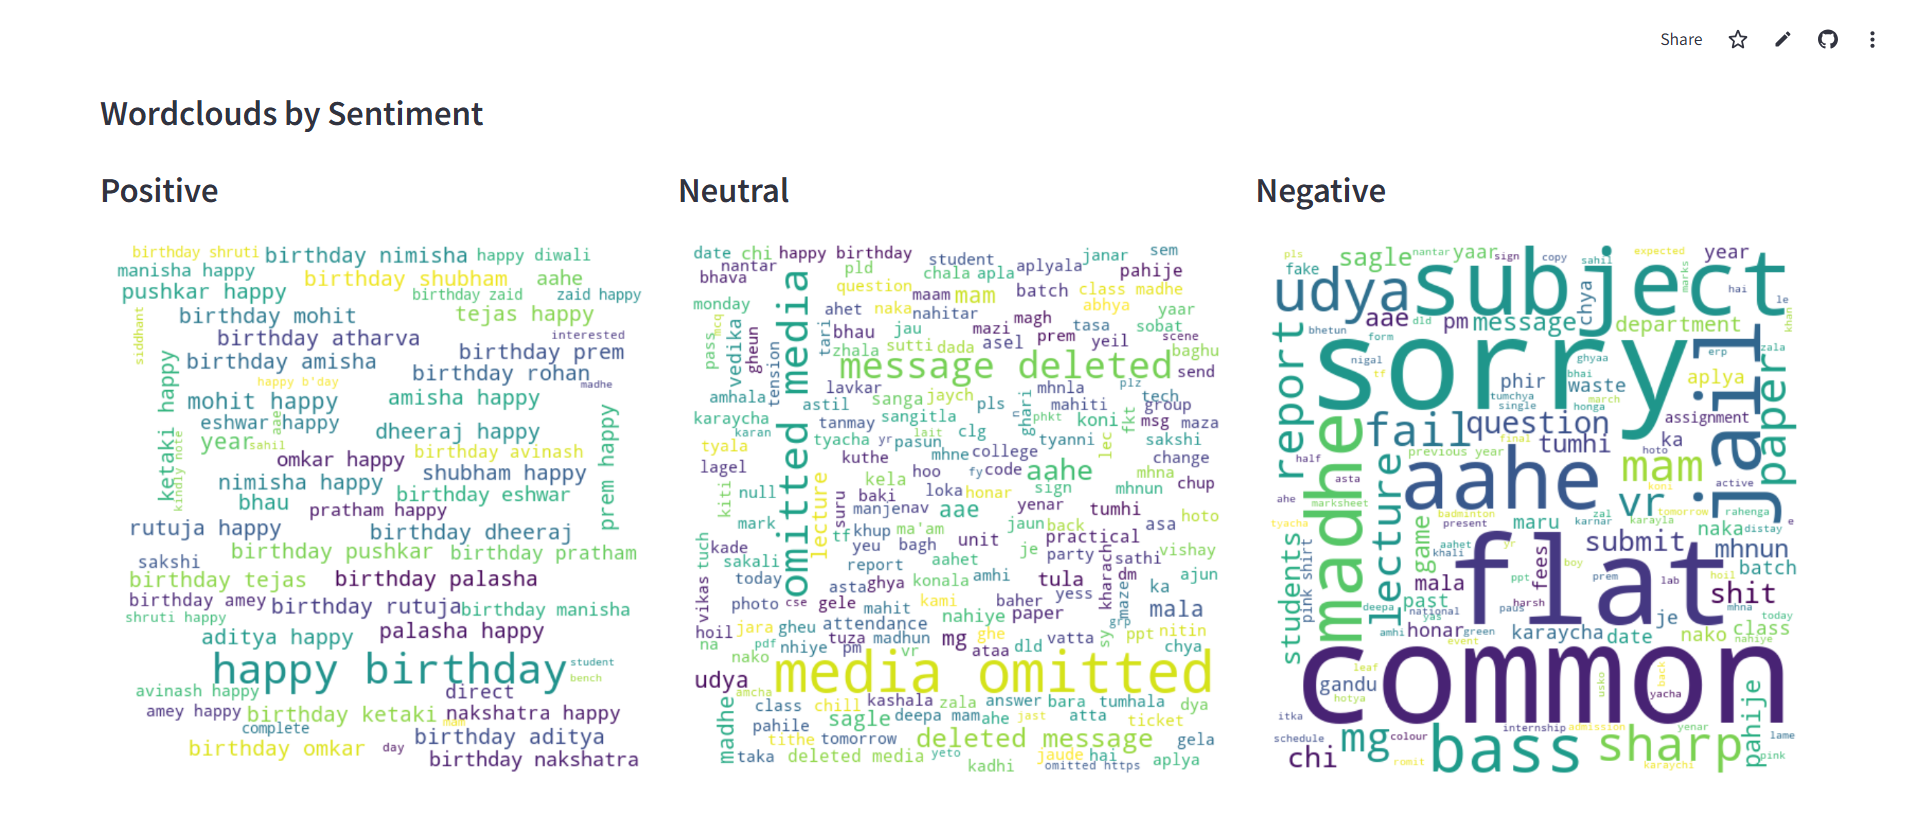 Share
Wordclouds by Sentiment
Positive
Neutral
Negative
birthday shruti
birthday nimisha
happy diwali
manisha happy
birthday shubham
aahe
pushkar happy
birthday zaid
zaid happy
siddhant
birthday mohit
tejas happy
birthday atharva
interested
birthday amisha
birthday prem
happy b'day
birthday rohan
madhe
ketaki happy
mohit happy
amisha happy
eshwar happy
aae
dheeraj happy
prem happy
kindly note
year
sahil
omkar happy
birthday avinash
nimisha happy
shubham happy
bhau
birthday eshwar
pratham happy
rutuja happy
birthday dheeraj
birthday pushkar
birthday pratham
sakshi
birthday tejas
birthday palasha
birthday amey
birthday rutuja
birthday manisha
shruti happy
aditya happy
palasha happy
happy birthday
student
bench
avinash happy
direct
amey happy
birthday ketaki
nakshatra happy
mam
complete
birthday aditya
birthday omkar
day
birthday nakshatra
date
chi
happy birthday
student
janar
sem
nantar
bhava
pld
chala
apla
aplyala
pahije
question
maam
mam
batch
class
madhe
monday
ahet
naka
nahitar
abhya
yaar
omitted media
mcq
pass
vedika
gheun
tension
tari
bhau
jau
mazi
magh
tasa
sobat
zhala
sutti
dada
asel
prem
yeil
scene
baghu
message deleted
send
lavkar
mhnla
plz
tech
amhala
astil
sanga
jaych
pls
mahiti
group
karaycha
tanmay
sangitla
ghari
phkt
koni
fkt
msg
maza
karan
lait
tyala
tyacha
yr
pasun
clg
tyanni
lec
sakshi
kuthe
mhne
college
change
lagel
hoo
fy
code
aahe
mhna
kiti
null
lecture
kela
loka
honar
sign
mhnun
chup
suru
baki
manje
nav
aae
yenar
tumhi
mark
tf
khup
ma'am
jaun
back
asa
hoto
tuch
kade
yeu
bagh
unit
je
practical
vishay
sakali
report
aahet
party
sathi
today
asta
ghya
konala
amhi
tula
kharach
dm
ajun
vikas
photo
cse
gele
mahit
kami
baher
yess
maze
ka
mala
hoil
jara
gheu
attendance
nahiye
paper
grp
na
pdf
nhiye
tuza
madhun
mg
ghe
vatta
sy
ppt
nitin
nako
pm
vr
ataa
dld
chya
media omitted
udya
amcha
class
chill
kashala
zala
answer
bara
tumhala
dya
madhe
pahile
sagle
deepa
mam
ahe
jast
atta
ticket
tithe
tomorrow
deleted message
gela
taka
deleted media
yeto
kadhi
jaude
hai
omitted https
aplya
pls
sagle
nantar
yaar
sign
copy
sahil
expected
year
fake
subject
marks
hai
udya
chya
le
aae
dld
pm
message
department
khan
bhetun
form
report
sorry
jail
nigal
ghyaa
erp
zala
tf
phir
bhai
waste
aplya
paper
tumchya
single
honga
march
madhe
fail
question
assignment
final
tumhi
ka
previous year
hoto
half
lecture
aahe
mam
asta
koni
active
ahe
marksheet
vr
badminton
zal
tomorrow
rahenga
tyacha
present
maru
karnar
karayla
naka
distay
e
game
aahet
khali
yr
flat
submit
mhnun
students
pink shirt
fees
boy
batch
mala
ppt
prem
lab
hoil
past
harsh
shit
deepa
national
paus
mhna
yas
je
today
amhi
honar
green
karaycha
date
nako
class
nahiye
event
leaf
common
gandu
back
hotya
usko
yacha
itka
pahije
schedule
mg
colour
internship
admission
yenar
lame
chi
bass
sharp
pink
romit
karaychi